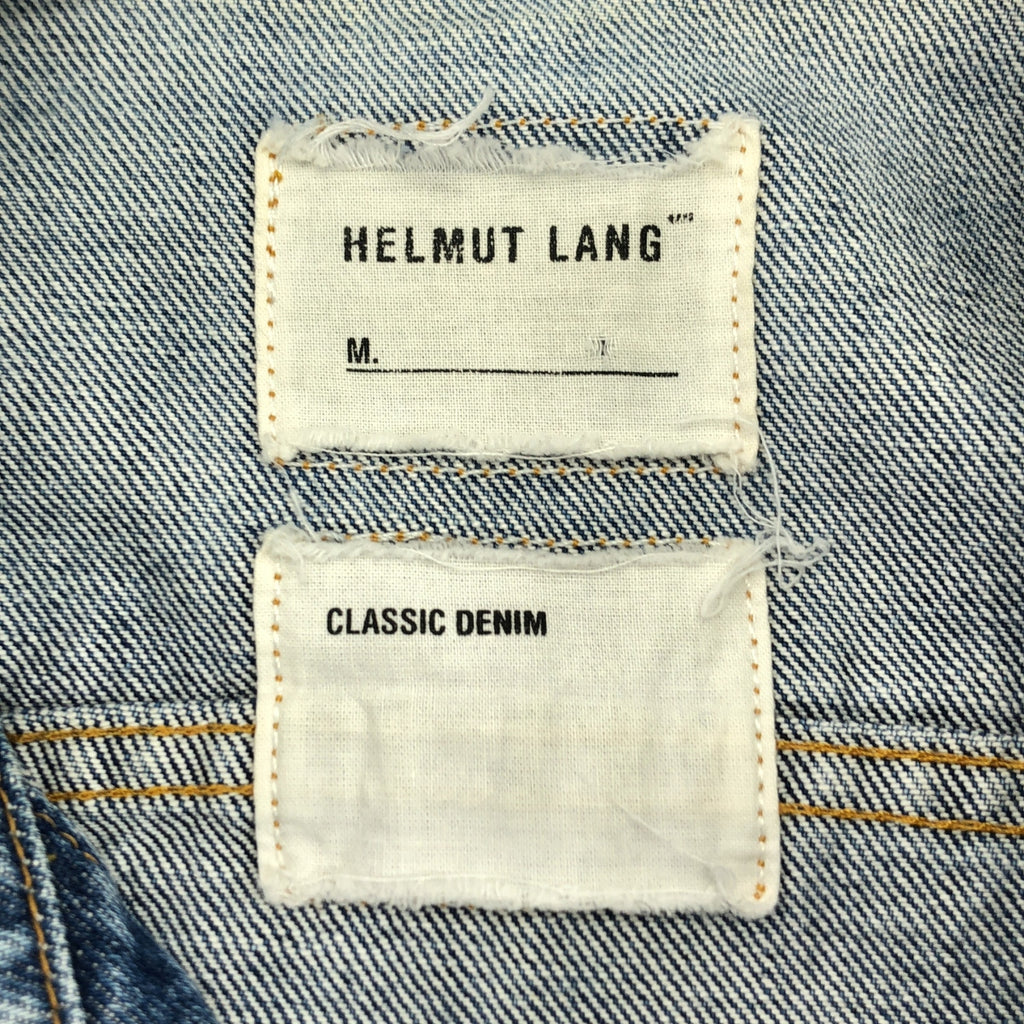 HELMUT LANG
M.
CLASSIC DENIM